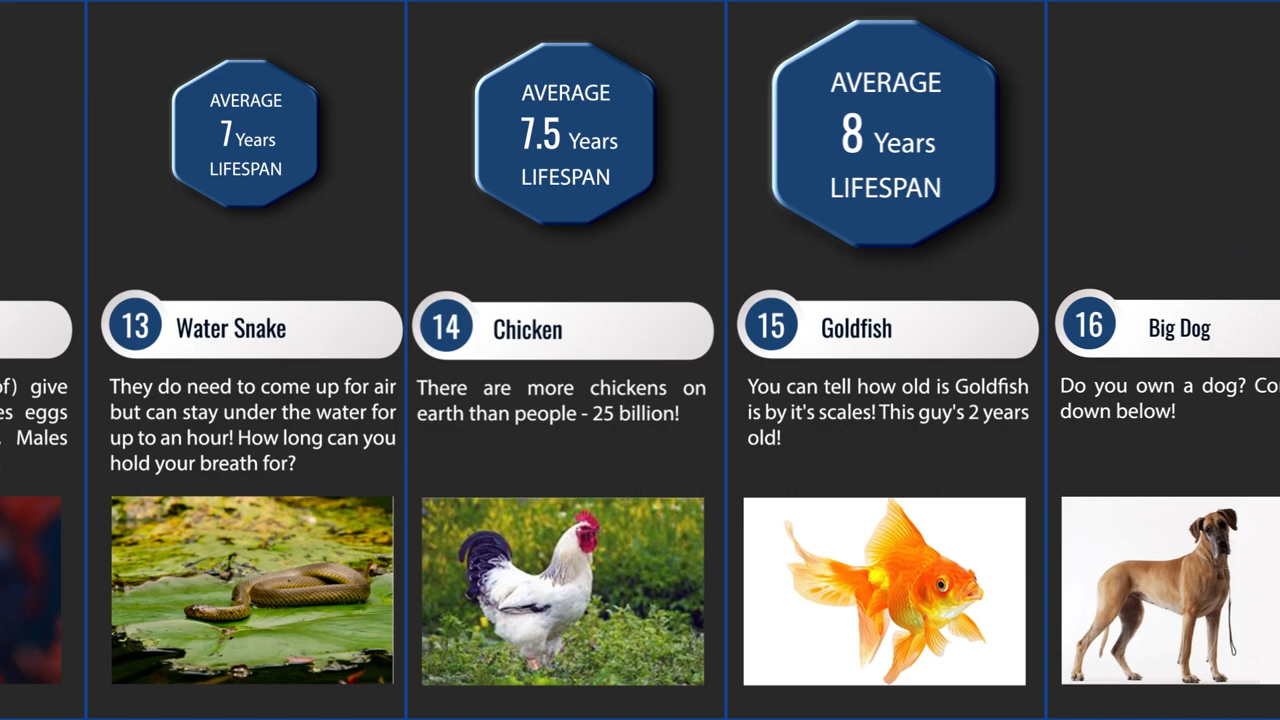 AVERAGE
7 Years
LIFESPAN
AVERAGE
7.5 Years
LIFESPAN
AVERAGE
8 Years
LIFESPAN
of) give
es eggs
Males
13 Water Snake
They do need to come up for air
but can stay under the water for
up to an hour! How long can you
hold your breath for?
14 Chicken
There are more chickens on
earth than people - 25 billion!
15 Goldfish
You can tell how old is Goldfish
is by it's scales! This guy's 2 years
old!
16 Big Dog
Do you own a dog? Co
down below!